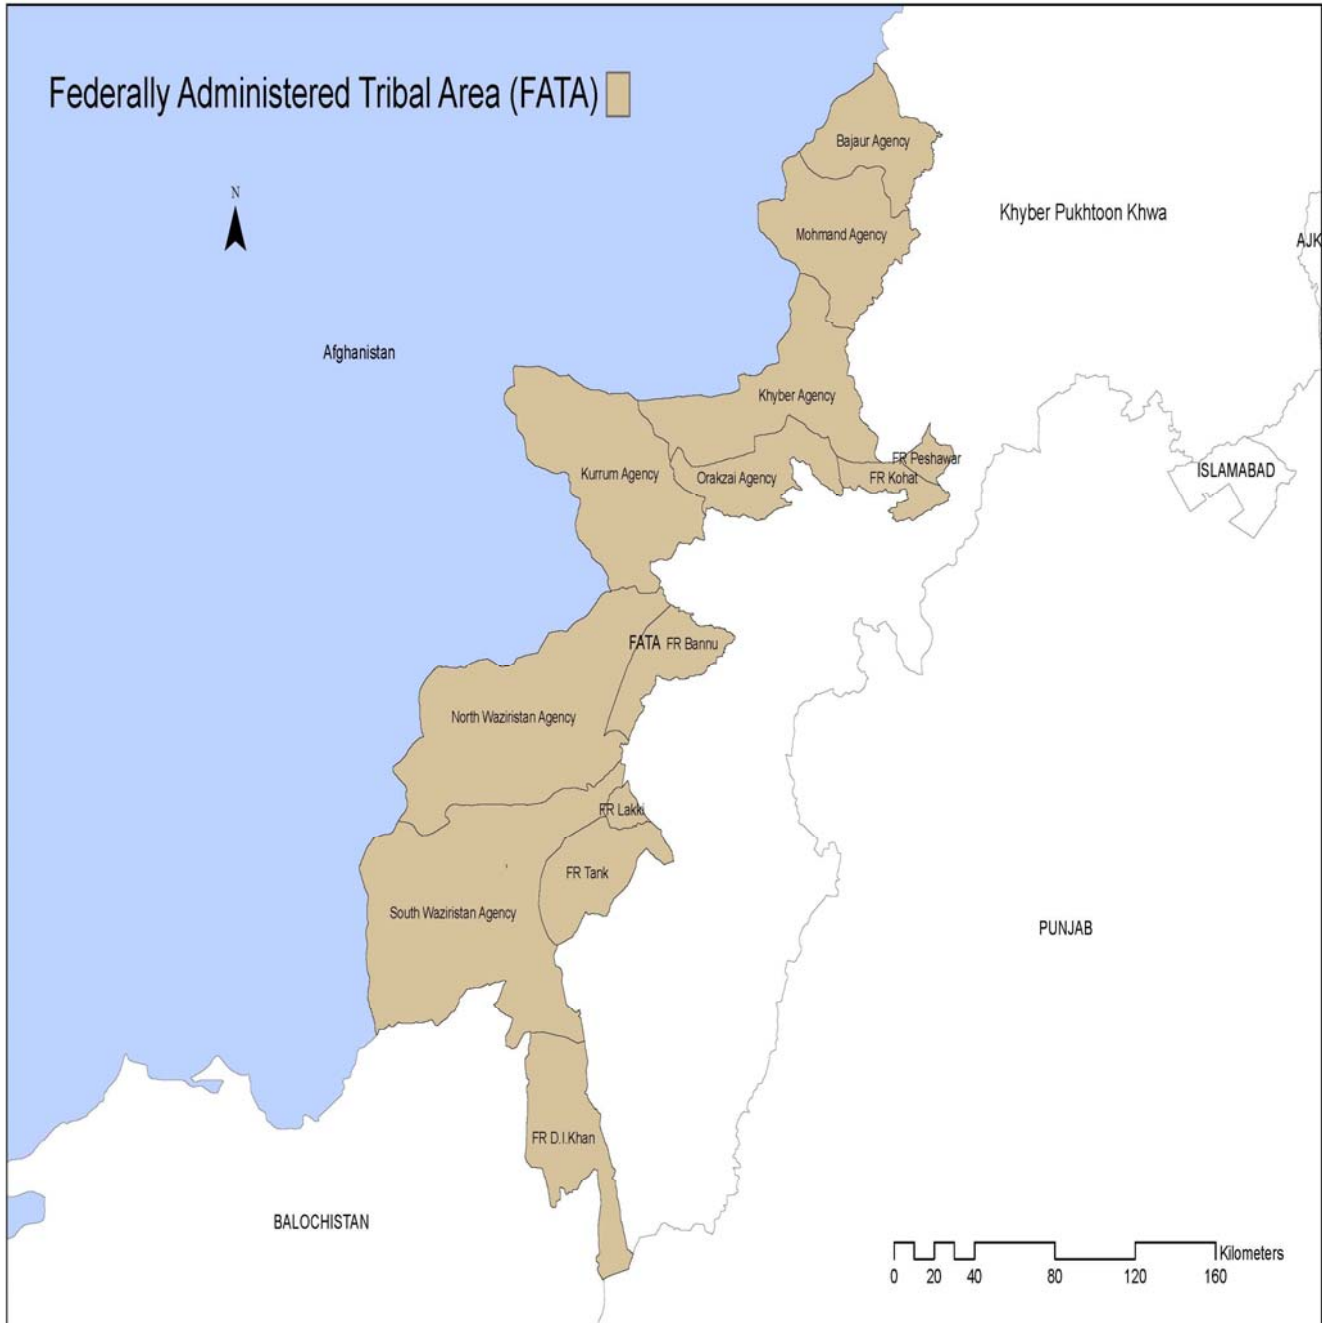 Federally Administered Tribal Area (FATA)
Bajaur Agency
N
Khyber Pukhtoon Khwa
Mohmand Agency
AJK
Afghanistan
Khyber Agency
FR Peshawar
Kurrum Agency
Orakzai Agency
FR Kohat
ISLAMABAD
FATA
FR Bannu
North Waziristan Agency
FR Lakki
FR Tank
South Waziristan Agency
PUNJAB
FR D.I.Khan
BALOCHISTAN
Kilometers
0 20 40 80 120 160